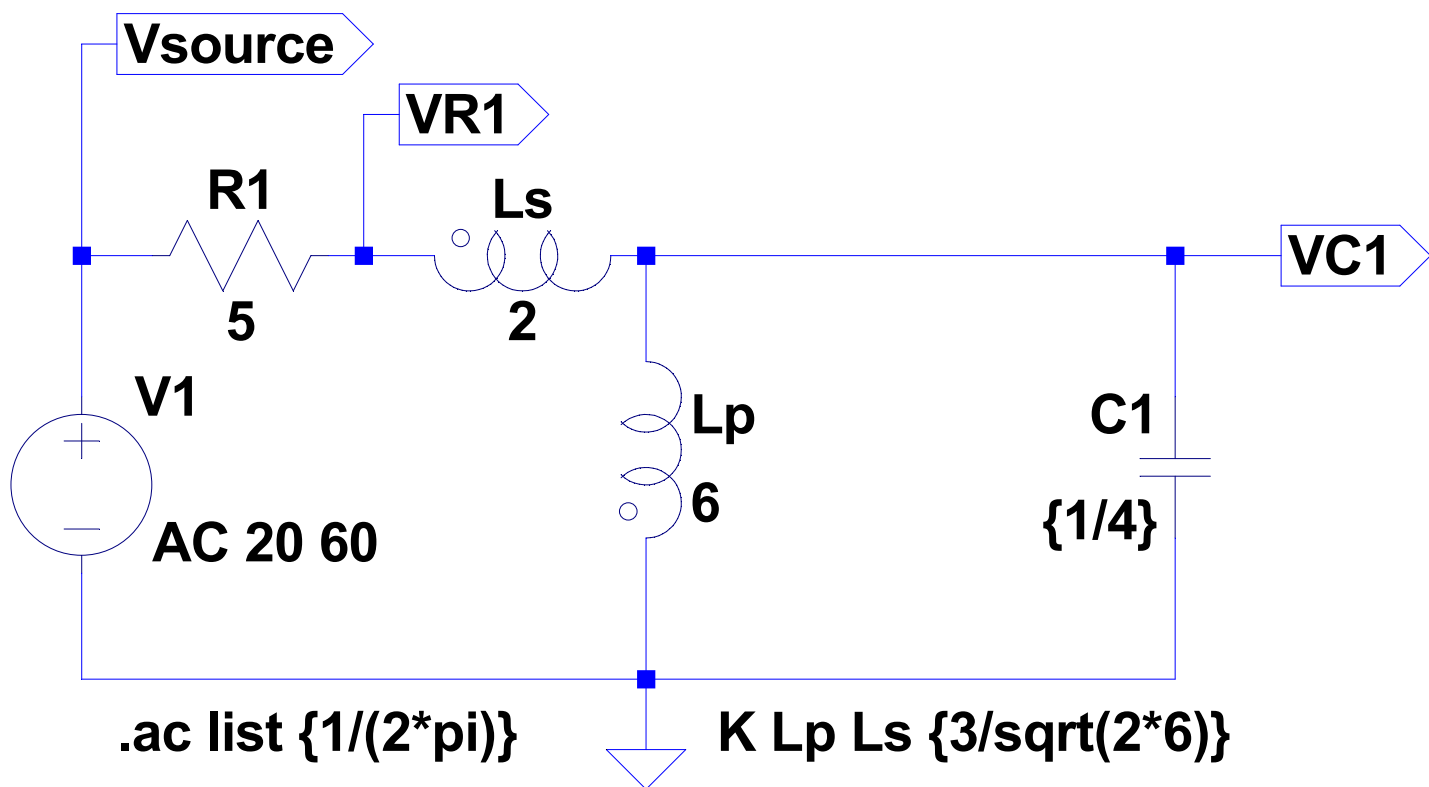 Vsource
VR1
R1
Ls
VC1
5
2
V1
Lp
C1
6
{1/4}
AC 20 60
.ac list {1/(2*pi)}
K Lp Ls {3/sqrt(2*6)}